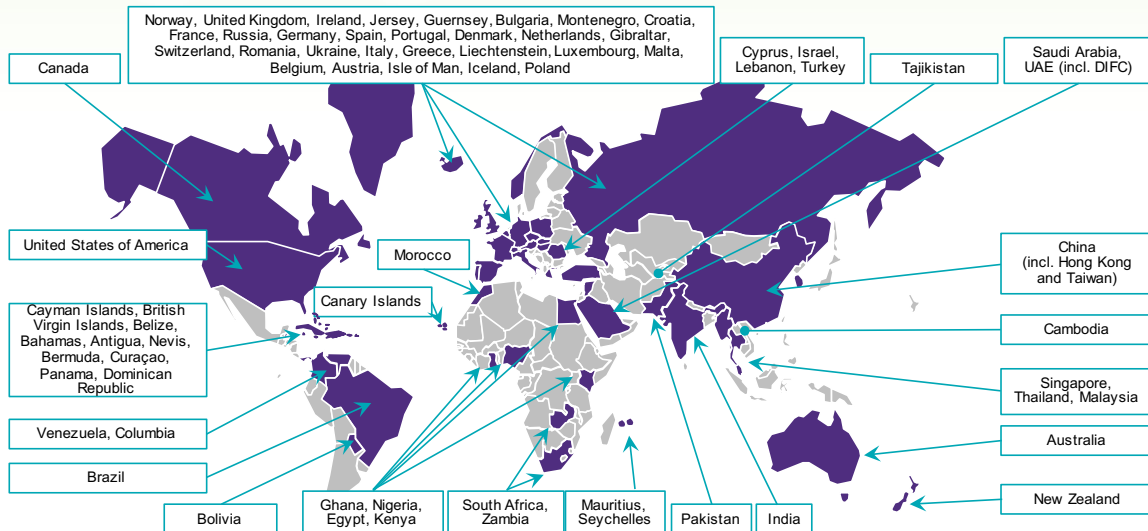 Norway, United Kingdom, Ireland, Jersey, Guernsey, Bulgaria, Montenegro, Croatia,
France, Russia, Germany, Spain, Portugal, Denmark, Netherlands, Gibraltar,
Switzerland, Romania, Ukraine, Italy, Greece, Liechtenstein, Luxembourg, Malta,
Belgium, Austria, Isle of Man, Iceland, Poland
Canada
Cyprus, Israel,
Lebanon, Turkey
Tajikistan
Saudi Arabia,
UAE (incl. DIFC)
United States of America
Morocco
China
(incl. Hong Kong
and Taiwan)
Canary Islands
Cayman Islands, British
Virgin Islands, Belize,
Bahamas, Antigua, Nevis,
Bermuda, Curaçao,
Panama, Dominican
Republic
Cambodia
Singapore,
Thailand, Malaysia
Venezuela, Columbia
Australia
Brazil
New Zealand
Bolivia
Ghana, Nigeria,
Egypt, Kenya
South Africa,
Zambia
Mauritius,
Seychelles
Pakistan
India